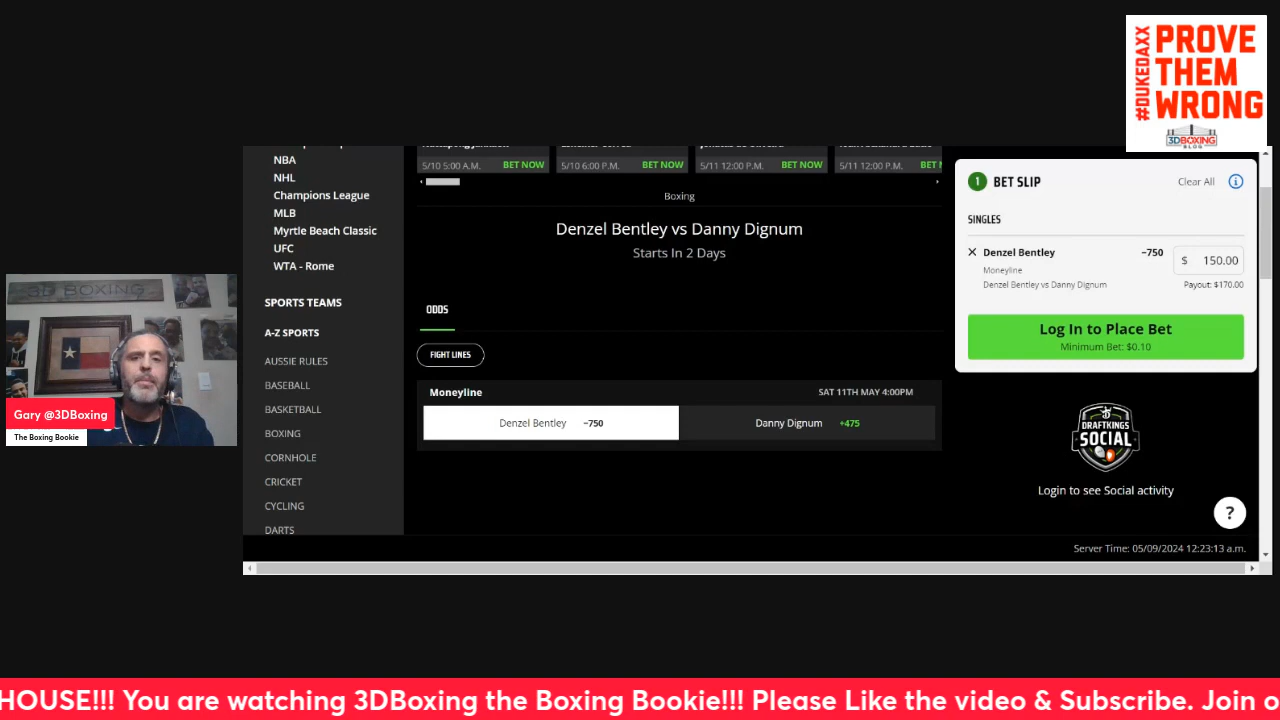 #DUKEDAXX
PROVE
THEM
WRONG
3DBOXING
BLOG
NBA
NHL
Champions League
MLB
Myrtle Beach Classic
UFC
WTA - Rome
SPORTS TEAMS
A-Z SPORTS
AUSSIE RULES
BASEBALL
BASKETBALL
BOXING
CORNHOLE
CRICKET
CYCLING
DARTS
5/10 5:00 A.M. BET NOW
5/10 6:00 P.M. BET NOW
5/11 12:00 P.M. BET NOW
5/11 12:00 P.M. BET N
Boxing
Denzel Bentley vs Danny Dignum
Starts In 2 Days
ODDS
FIGHT LINES
Moneyline SAT 11TH MAY 4:00PM
Denzel Bentley −750 Danny Dignum +475
1 BET SLIP Clear All
SINGLES
Denzel Bentley −750 $ 150.00
Moneyline
Denzel Bentley vs Danny Dignum Payout: $170.00
Log In to Place Bet
Minimum Bet: $0.10
DRAFTKINGS
SOCIAL
Login to see Social activity
?
Server Time: 05/09/2024 12:23:13 a.m.
3D BOXING
Gary @3DBoxing
The Boxing Bookie
HOUSE!!! You are watching 3DBoxing the Boxing Bookie!!! Please Like the video & Subscribe. Join o